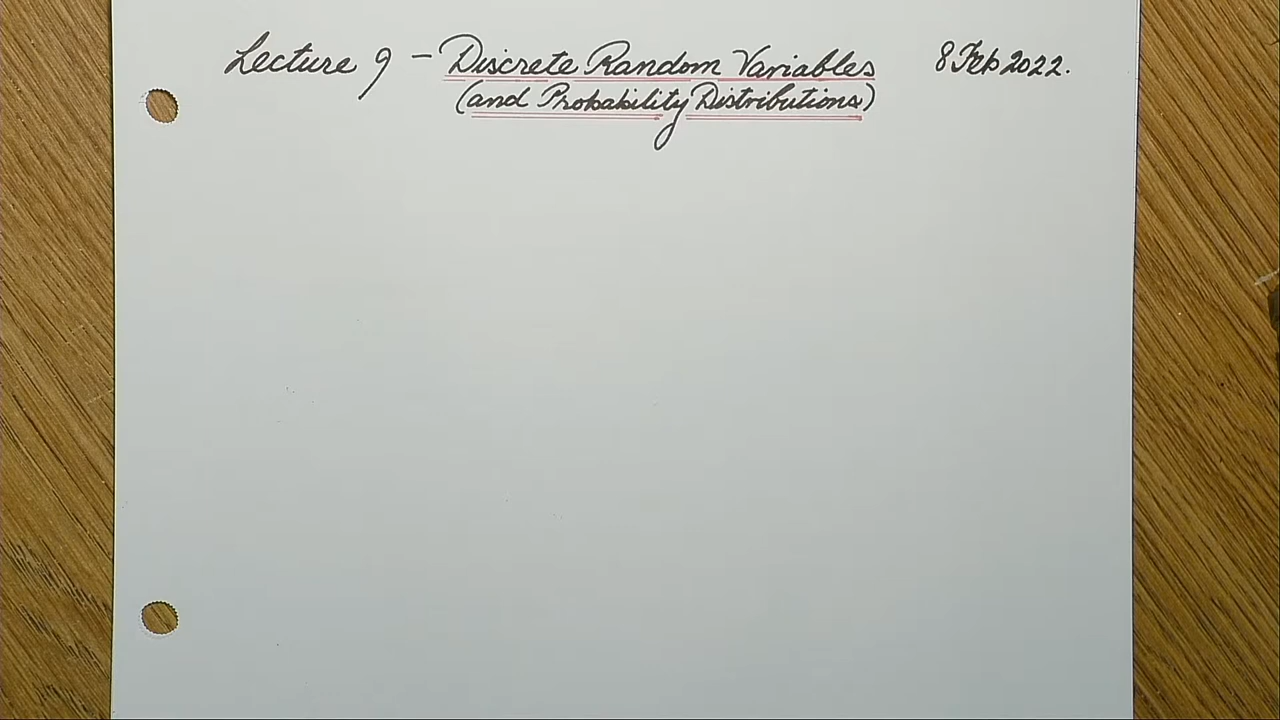 Lecture 9 - Discrete Random Variables 8 Feb 2022.
(and Probability Distributions)